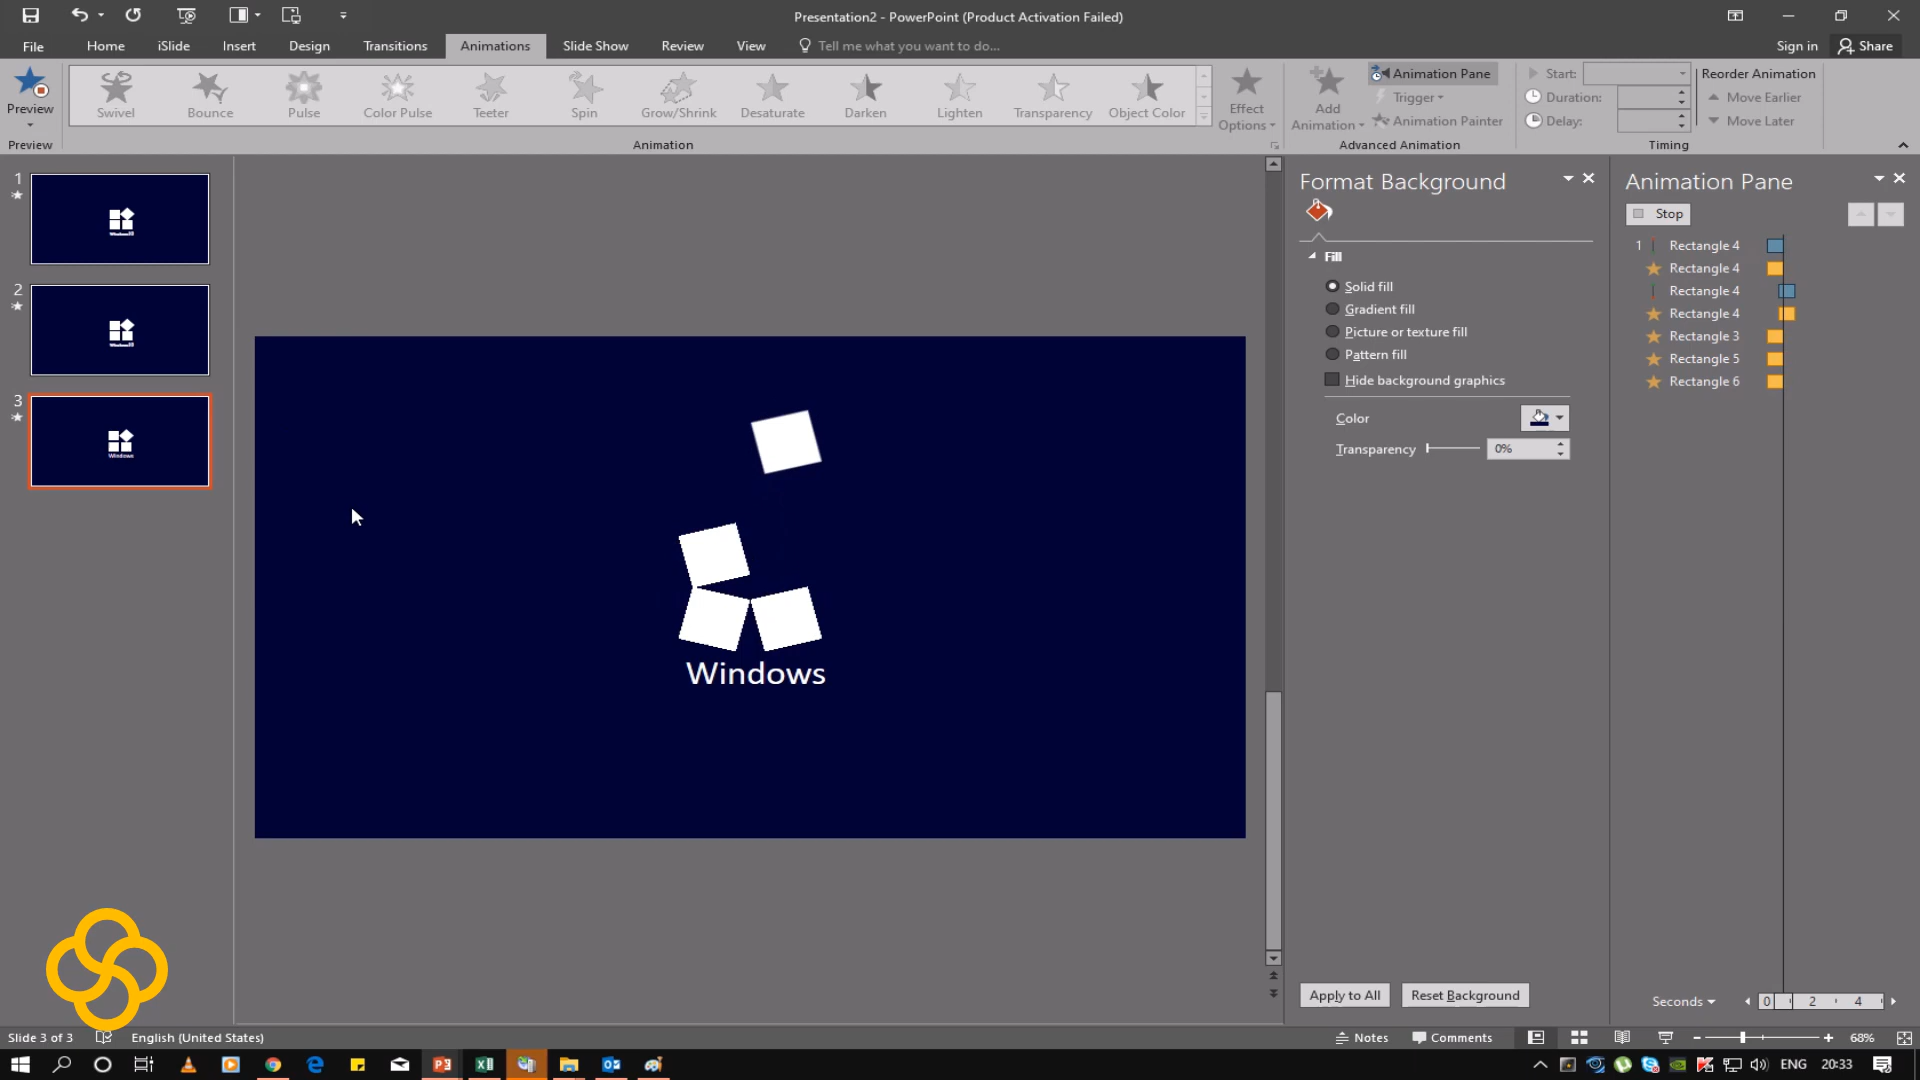 Presentation2 - PowerPoint (Product Activation Failed)
File Home iSlide Insert Design Transitions Animations Slide Show Review View Tell me what you want to do... Sign in Share
Preview Swivel Bounce Pulse Color Pulse Teeter Spin Grow/Shrink Desaturate Darken Lighten Transparency Object Color Effect Options Add Animation
Animation Pane
Trigger
Animation Painter
Start:
Duration:
Delay:
Reorder Animation
Move Earlier
Move Later
Preview Animation Advanced Animation Timing
1
2
3
Windows
Windows
Format Background
Fill
Solid fill
Gradient fill
Picture or texture fill
Pattern fill
Hide background graphics
Color
Transparency 0%
Apply to All Reset Background
Animation Pane
Stop
1 Rectangle 4
Rectangle 4
Rectangle 4
Rectangle 4
Rectangle 3
Rectangle 5
Rectangle 6
Seconds 0 2 4
Slide 3 of 3 English (United States) Notes Comments 68%
ENG 20:33